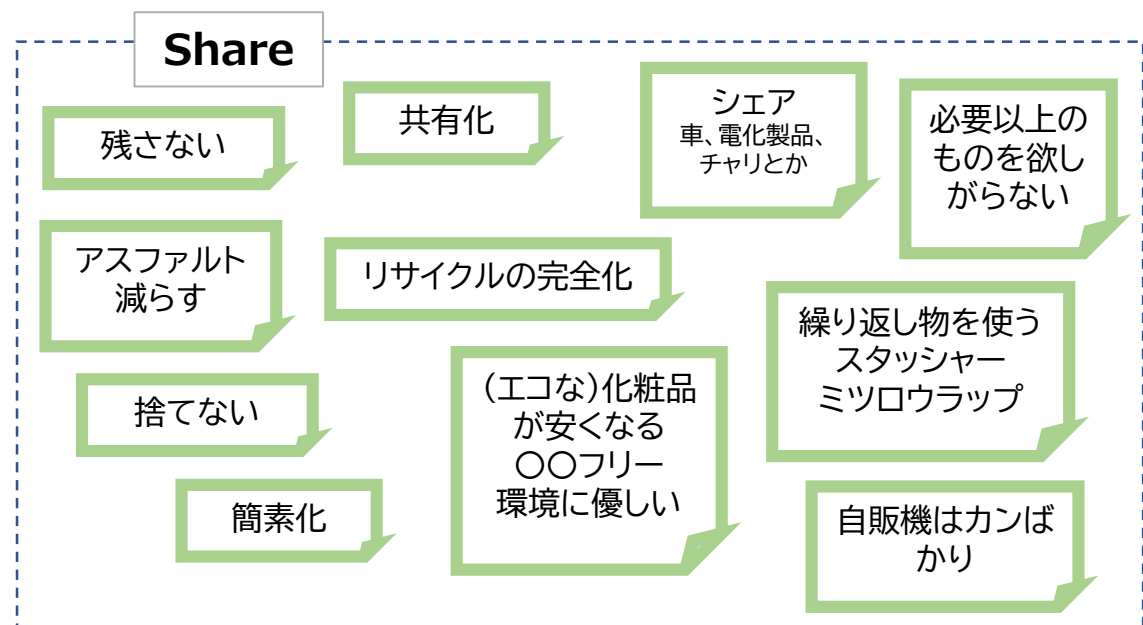 Share
残さない
共有化
シェア
車、電化製品、
チャリとか
必要以上の
ものを欲し
がらない
アスファルト
減らす
リサイクルの完全化
繰り返し物を使う
スタッシャー
ミツロウラップ
捨てない
(エコな)化粧品
が安くなる
〇〇フリー
環境に優しい
簡素化
自販機はカンば
かり